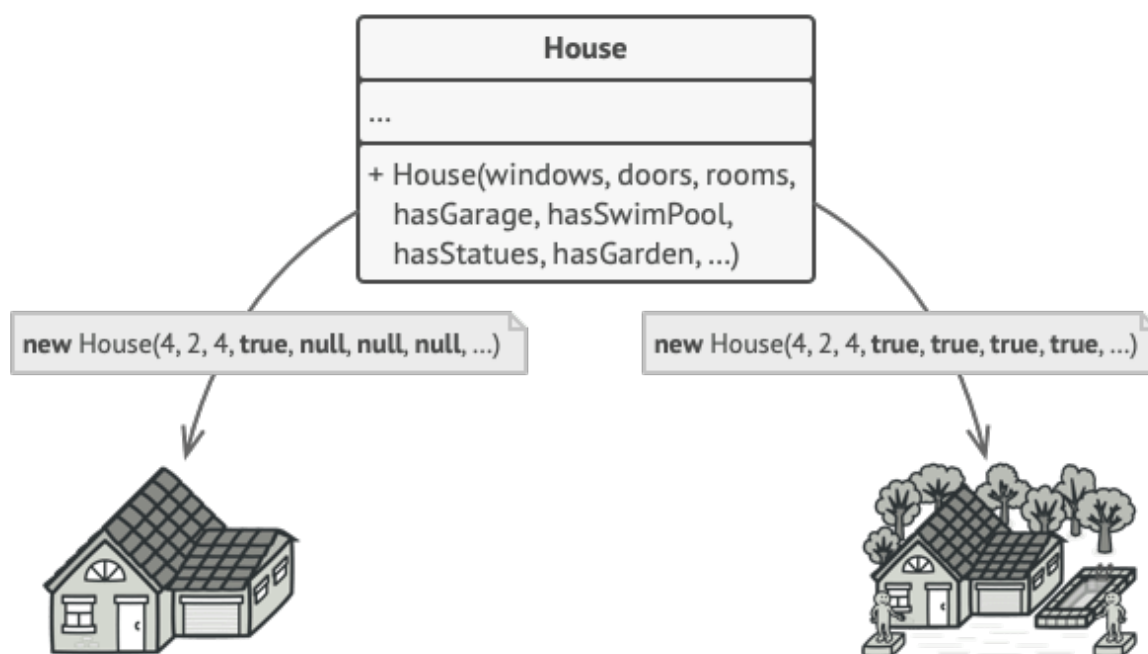 House
...
+ House(windows, doors, rooms,
hasGarage, hasSwimPool,
hasStatues, hasGarden, ...)
new House(4, 2, 4, true, null, null, null, ...)
new House(4, 2, 4, true, true, true, true, ...)